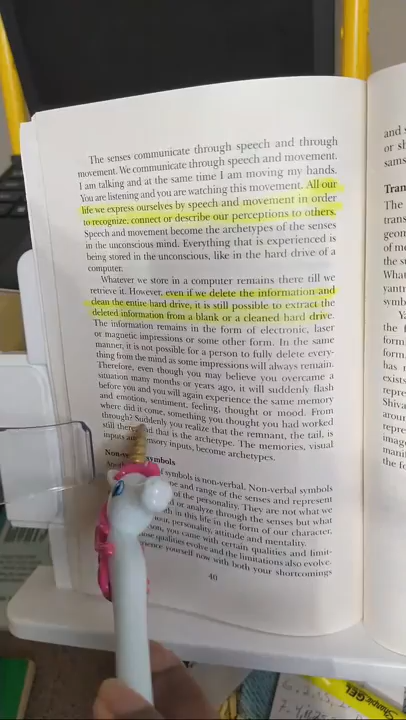 The senses communicate through speech and through
movement. We communicate through speech and movement.
I am talking and at the same time I am moving my hands.
You are listening and you are watching this movement. All our
life we express ourselves by speech and movement in order
to recognize, connect or describe our perceptions to others.
Speech and movement become the archetypes of the senses
in the unconscious mind. Everything that is experienced is
being stored in the unconscious, like in the hard drive of a
computer.
Whatever we store in a computer remains there till we
retrieve it. However, even if we delete the information and
clean the entire hard drive, it is still possible to extract the
deleted information from a blank or a cleaned hard drive.
The information remains in the form of electronic, laser
or magnetic impressions or some other form. In the same
manner, it is not possible for a person to fully delete every-
thing from the mind as some impressions will always remain.
Therefore, even though you may believe you overcame a
situation many months or years ago, it will suddenly flash
before you and you will again experience the same memory
and emotion, sentiment, feeling, thought or mood. From
where did it come, something you thought you had worked
through? Suddenly you realize that the remnant, the tail, is
still there and that is the archetype. The memories, visual
inputs and memory inputs, become archetypes.
Non-verbal symbols
symbols is non-verbal. Non-verbal symbols
and range of the senses and represent
of the personality. They are not what we
or analyze through the senses but what
in this life in the form of our character,
personality, attitude and mentality.
you came with certain qualities and limit-
qualities evolve and the limitations also evolve.
yourself now with both your shortcomings
40
and
or
sams
Tran
The
trans
geom
of me
the su
What
yantr
symb
the f
form.
form,
has
exists
repre
Shiva
arour
repre
imag
mani
the fo
Sharpie GEL